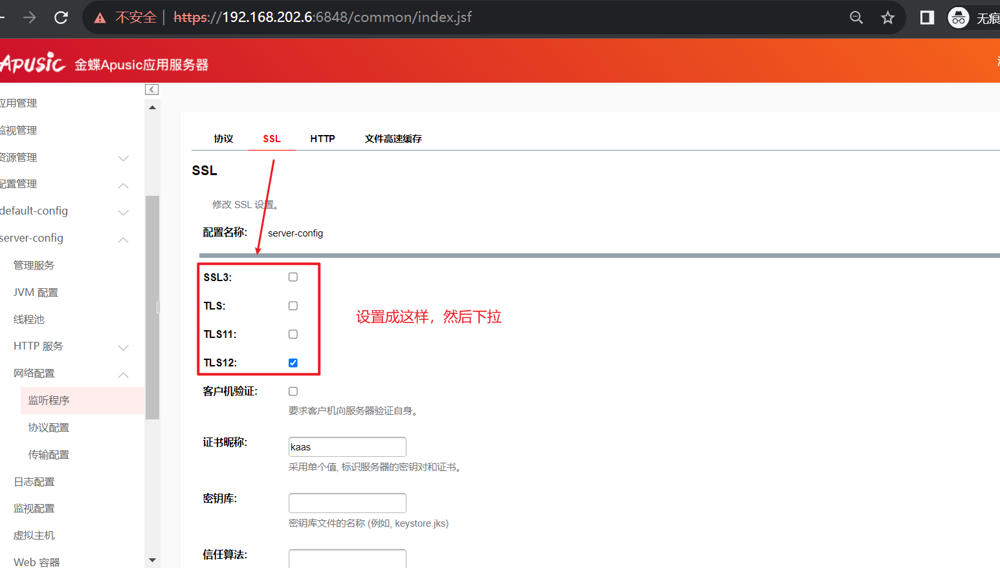 不安全 https://192.168.202.6:6848/common/index.jsf 无痕
Apusic 金蝶Apusic应用服务器
应用管理
监视管理
资源管理
配置管理
default-config
server-config
管理服务
JVM 配置
线程池
HTTP 服务
网络配置
监听程序
协议配置
传输配置
日志配置
监视配置
虚拟主机
Web 容器
协议 SSL HTTP 文件高速缓存
SSL
修改 SSL 设置。
配置名称: server-config
SSL3:
TLS:
TLS11:
TLS12:
设置成这样，然后下拉
客户机验证:
要求客户机向服务器验证自身。
证书昵称: kaas
采用单个值, 标识服务器的密钥对和证书。
密钥库:
密钥库文件的名称 (例如, keystore.jks)
信任算法: